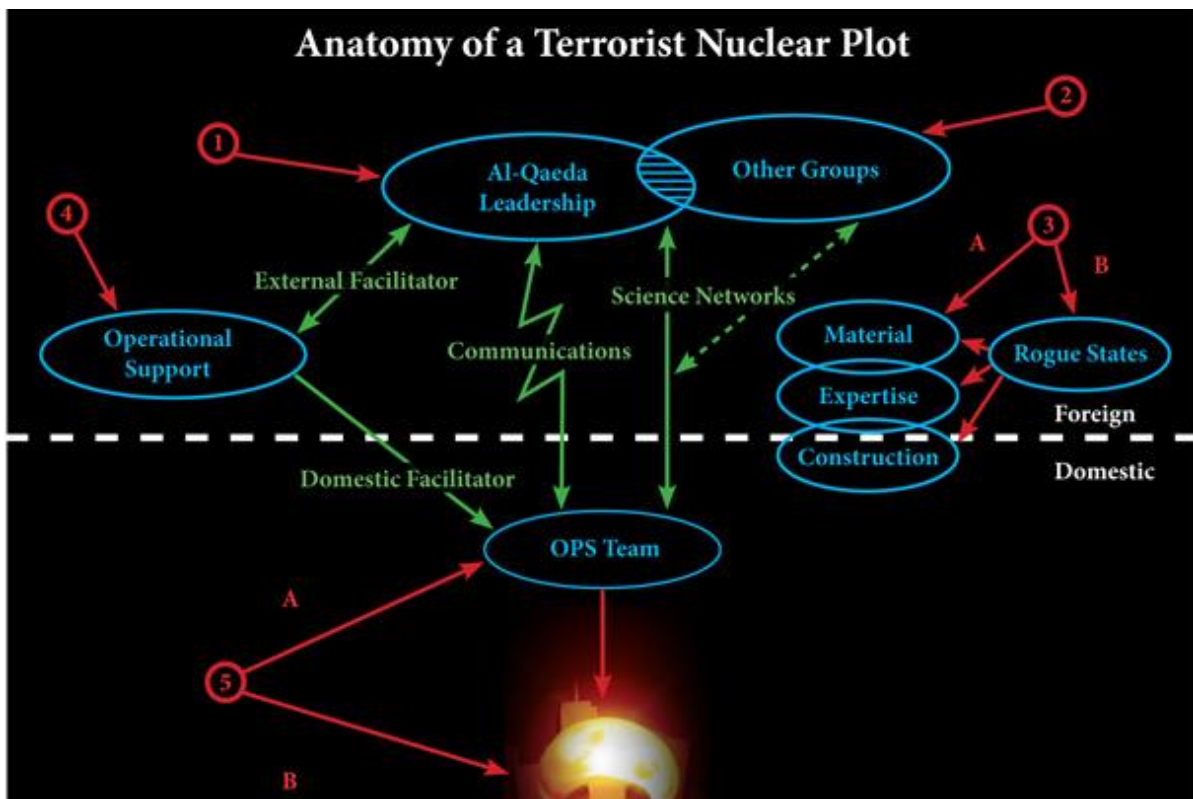 Anatomy of a Terrorist Nuclear Plot
2
1
Al-Qaeda
Leadership
Other Groups
4
3
A
B
External Facilitator
Science Networks
Operational
Support
Communications
Material
Rogue States
Expertise
Foreign
Construction
Domestic
Domestic Facilitator
OPS Team
A
5
B